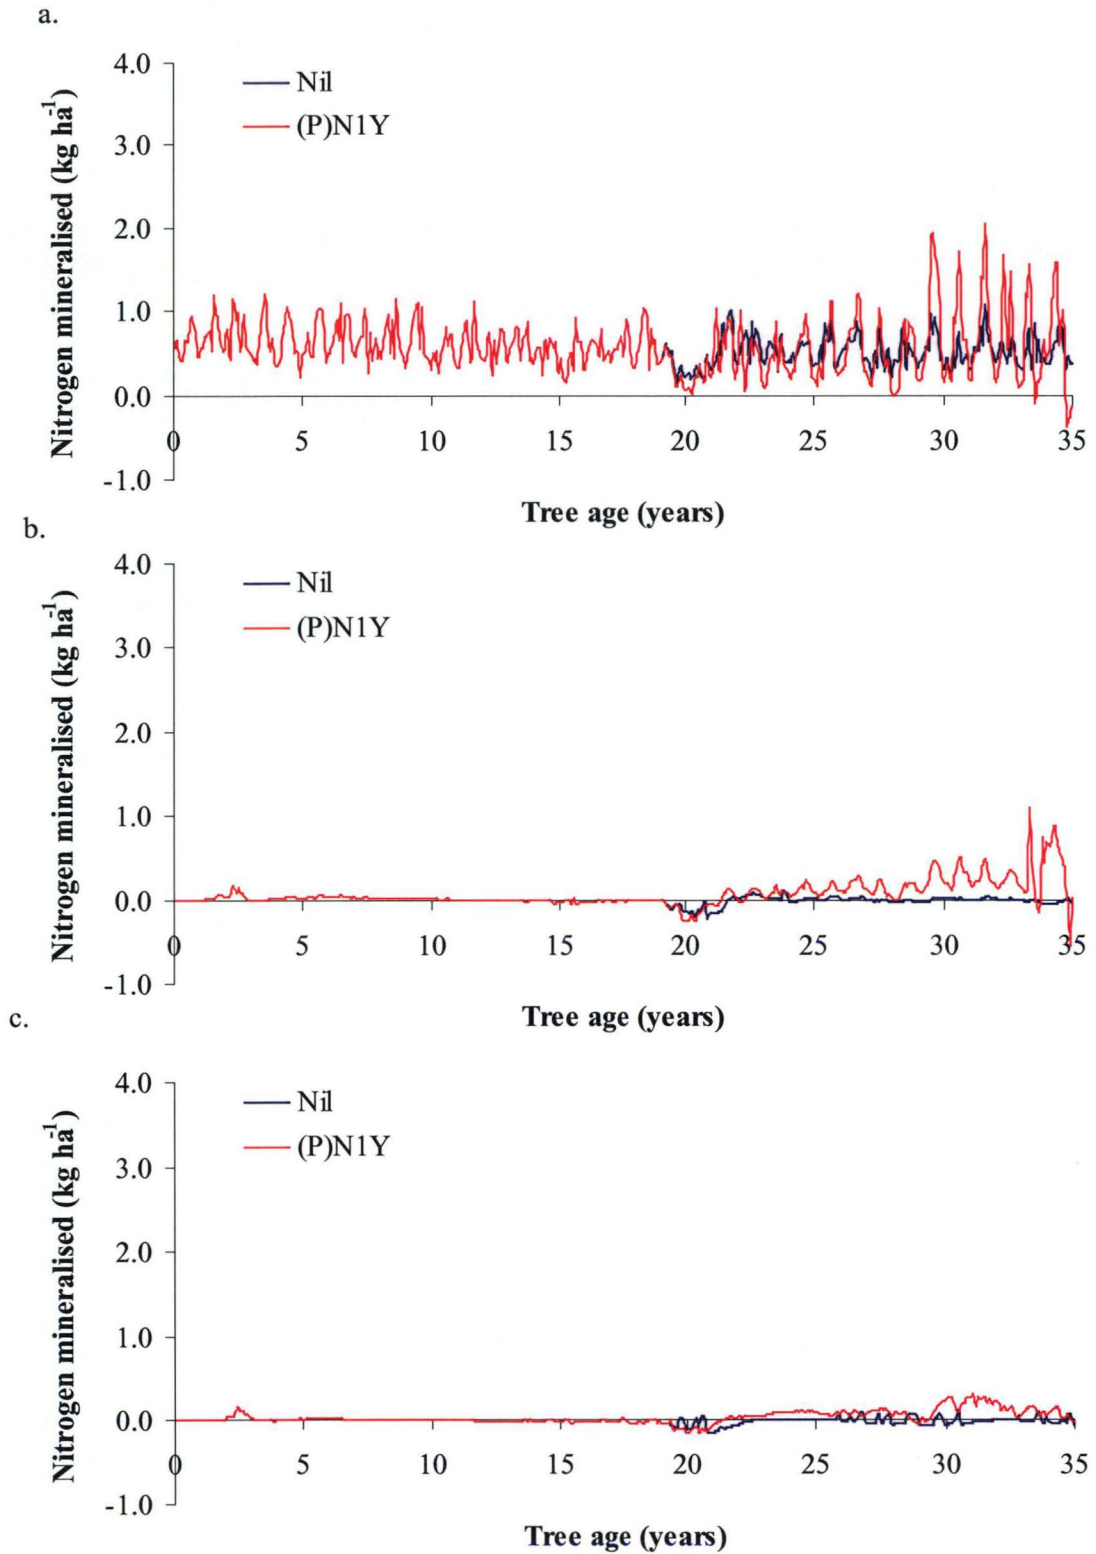 a.
4.0
3.0
2.0
1.0
0.0
-1.0
Nitrogen mineralised (kg ha-1)
Nil
(P)N1Y
0 5 10 15 20 25 30 35
Tree age (years)
b.
4.0
3.0
2.0
1.0
0.0
-1.0
Nitrogen mineralised (kg ha-1)
Nil
(P)N1Y
0 5 10 15 20 25 30 35
Tree age (years)
c.
4.0
3.0
2.0
1.0
0.0
-1.0
Nitrogen mineralised (kg ha-1)
Nil
(P)N1Y
0 5 10 15 20 25 30 35
Tree age (years)